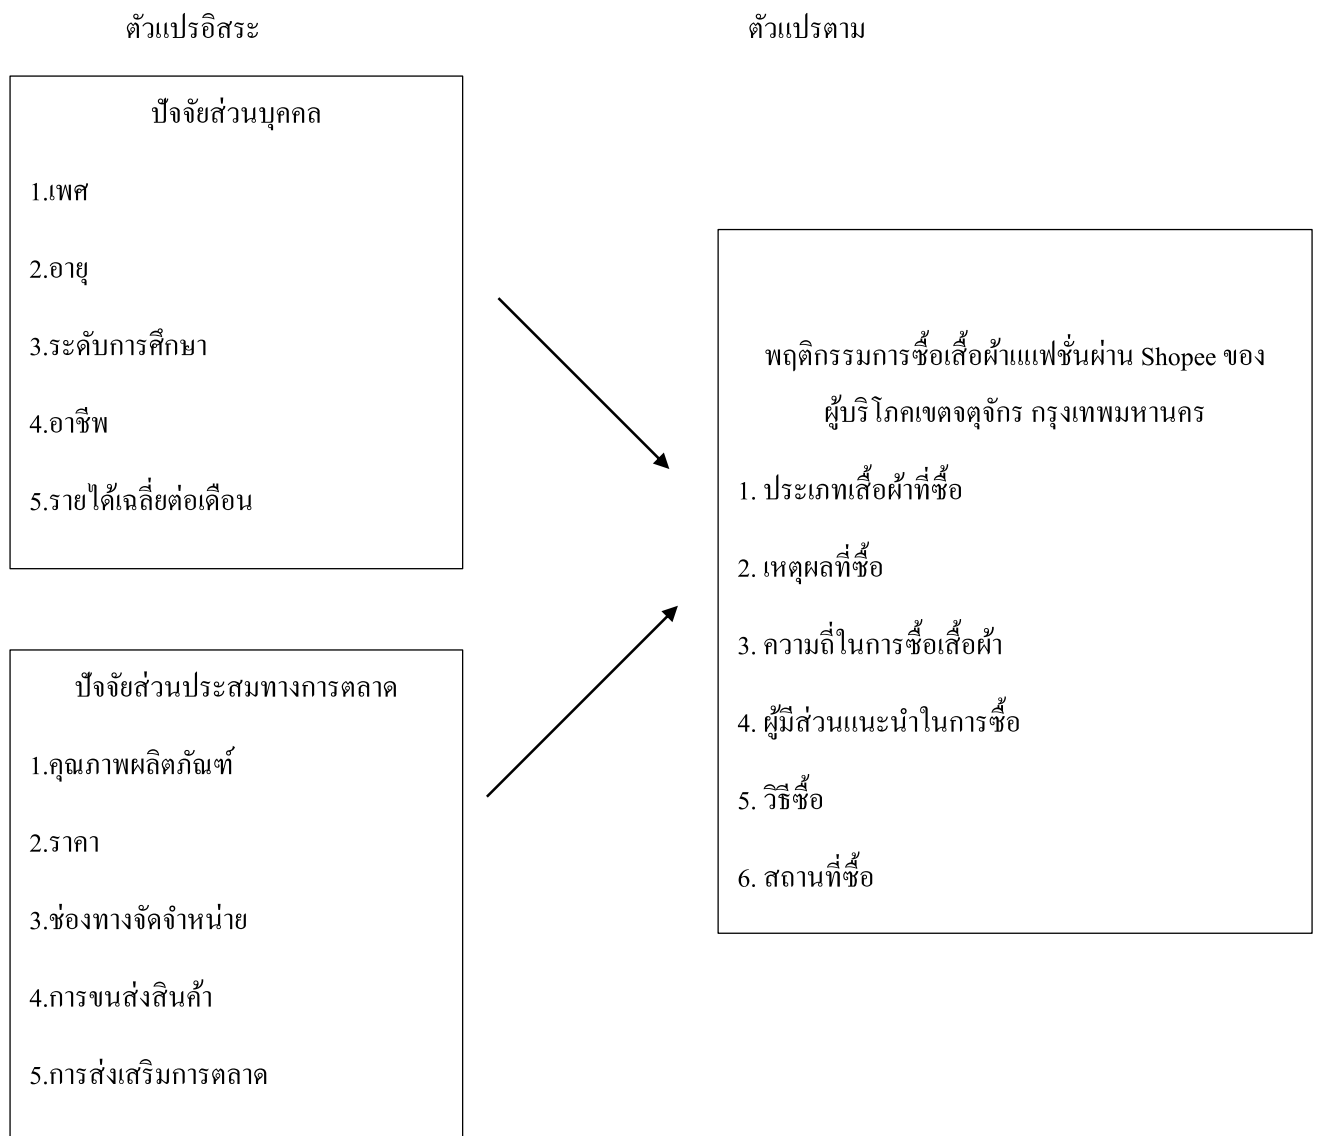 ตัวแปรอิสระ
ตัวแปรตาม
ปัจจัยส่วนบุคคล
1.เพศ
2.อายุ
3.ระดับการศึกษา
4.อาชีพ
5.รายได้เฉลี่ยต่อเดือน
ปัจจัยส่วนประสมทางการตลาด
1.คุณภาพผลิตภัณฑ์
2.ราคา
3.ช่องทางจัดจำหน่าย
4.การขนส่งสินค้า
5.การส่งเสริมการตลาด
พฤติกรรมการซื้อเสื้อผ้าแแฟชั่นผ่าน Shopee ของ
ผู้บริโภคเขตจตุจักร กรุงเทพมหานคร
1. ประเภทเสื้อผ้าที่ซื้อ
2. เหตุผลที่ซื้อ
3. ความถี่ในการซื้อเสื้อผ้า
4. ผู้มีส่วนแนะนำในการซื้อ
5. วิธีซื้อ
6. สถานที่ซื้อ